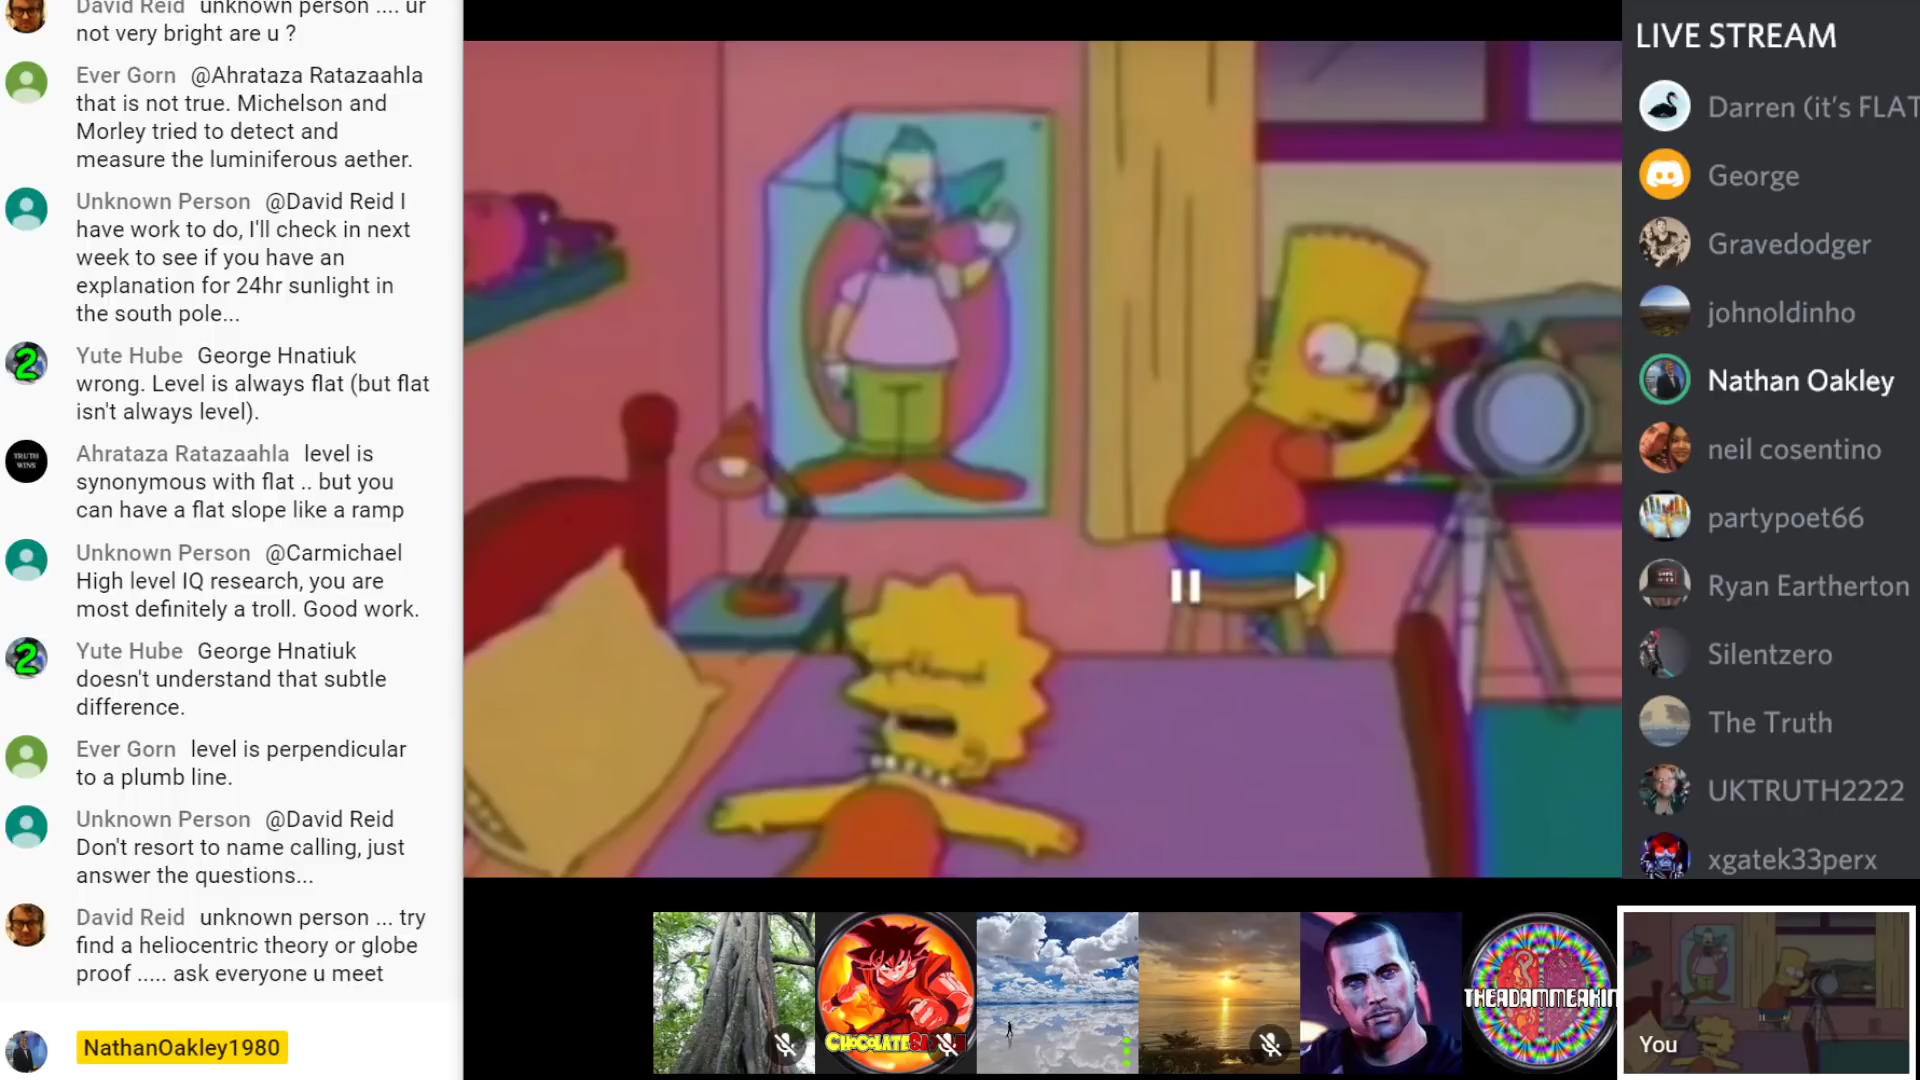 David Reid unknown person .... ur
not very bright are u ?
Ever Gorn @Ahrataza Ratazaahla
that is not true. Michelson and
Morley tried to detect and
measure the luminiferous aether.
Unknown Person @David Reid I
have work to do, I'll check in next
week to see if you have an
explanation for 24hr sunlight in
the south pole...
Yute Hube George Hnatiuk
wrong. Level is always flat (but flat
isn't always level).
TRUTH
WINS
Ahrataza Ratazaahla level is
synonymous with flat .. but you
can have a flat slope like a ramp
Unknown Person @Carmichael
High level IQ research, you are
most definitely a troll. Good work.
Yute Hube George Hnatiuk
doesn't understand that subtle
difference.
Ever Gorn level is perpendicular
to a plumb line.
Unknown Person @David Reid
Don't resort to name calling, just
answer the questions...
David Reid unknown person ... try
find a heliocentric theory or globe
proof ..... ask everyone u meet
NathanOakley1980
LIVE STREAM
Darren (it's FLAT
George
Gravedodger
johnoldinho
Nathan Oakley
neil cosentino
partypoet66
Ryan Eartherton
Silentzero
The Truth
UKTRUTH2222
xgatek33perx
THEADAMMEAKIN
You